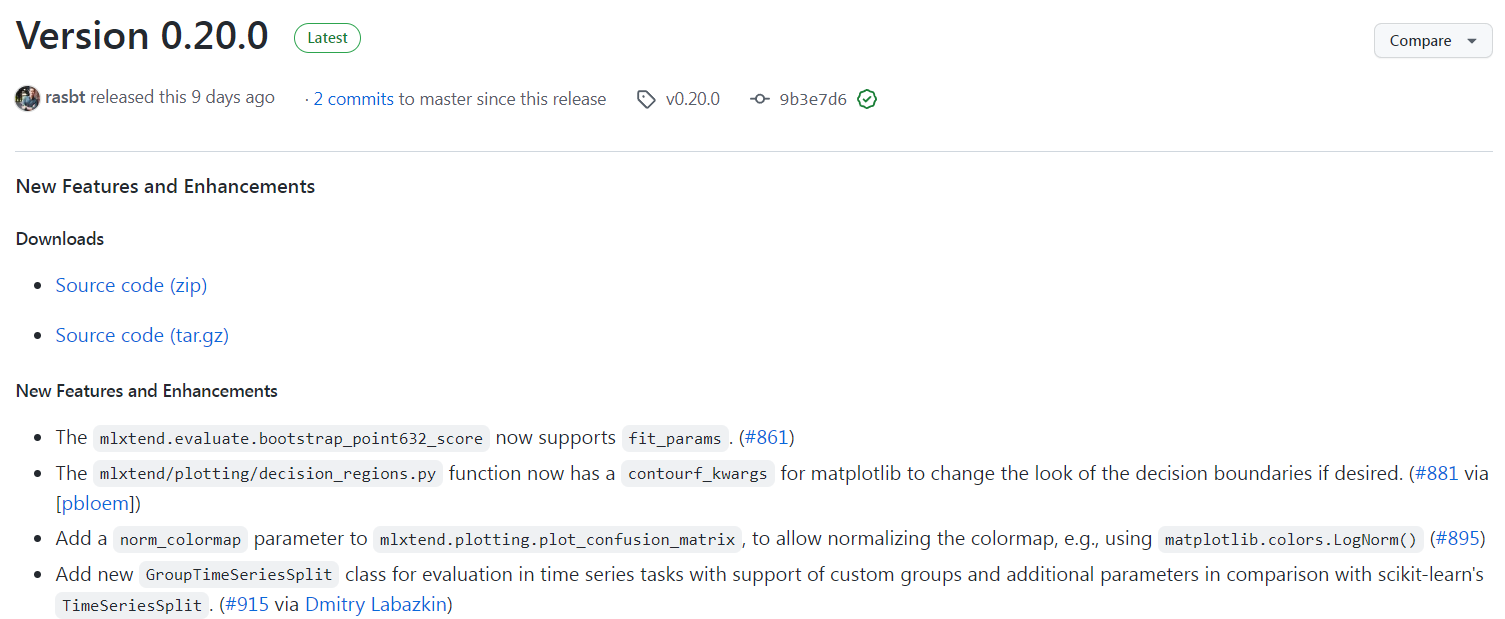 Version 0.20.0 Latest Compare
rasbt released this 9 days ago · 2 commits to master since this release v0.20.0 9b3e7d6
New Features and Enhancements
Downloads
• Source code (zip)
• Source code (tar.gz)
New Features and Enhancements
• The mlxtend.evaluate.bootstrap_point632_score now supports fit_params. (#861)
• The mlxtend/plotting/decision_regions.py function now has a contourf_kwargs for matplotlib to change the look of the decision boundaries if desired. (#881 via
[pbloem])
• Add a norm_colormap parameter to mlxtend.plotting.plot_confusion_matrix, to allow normalizing the colormap, e.g., using matplotlib.colors.LogNorm() (#895)
• Add new GroupTimeSeriesSplit class for evaluation in time series tasks with support of custom groups and additional parameters in comparison with scikit-learn's
TimeSeriesSplit. (#915 via Dmitry Labazkin)